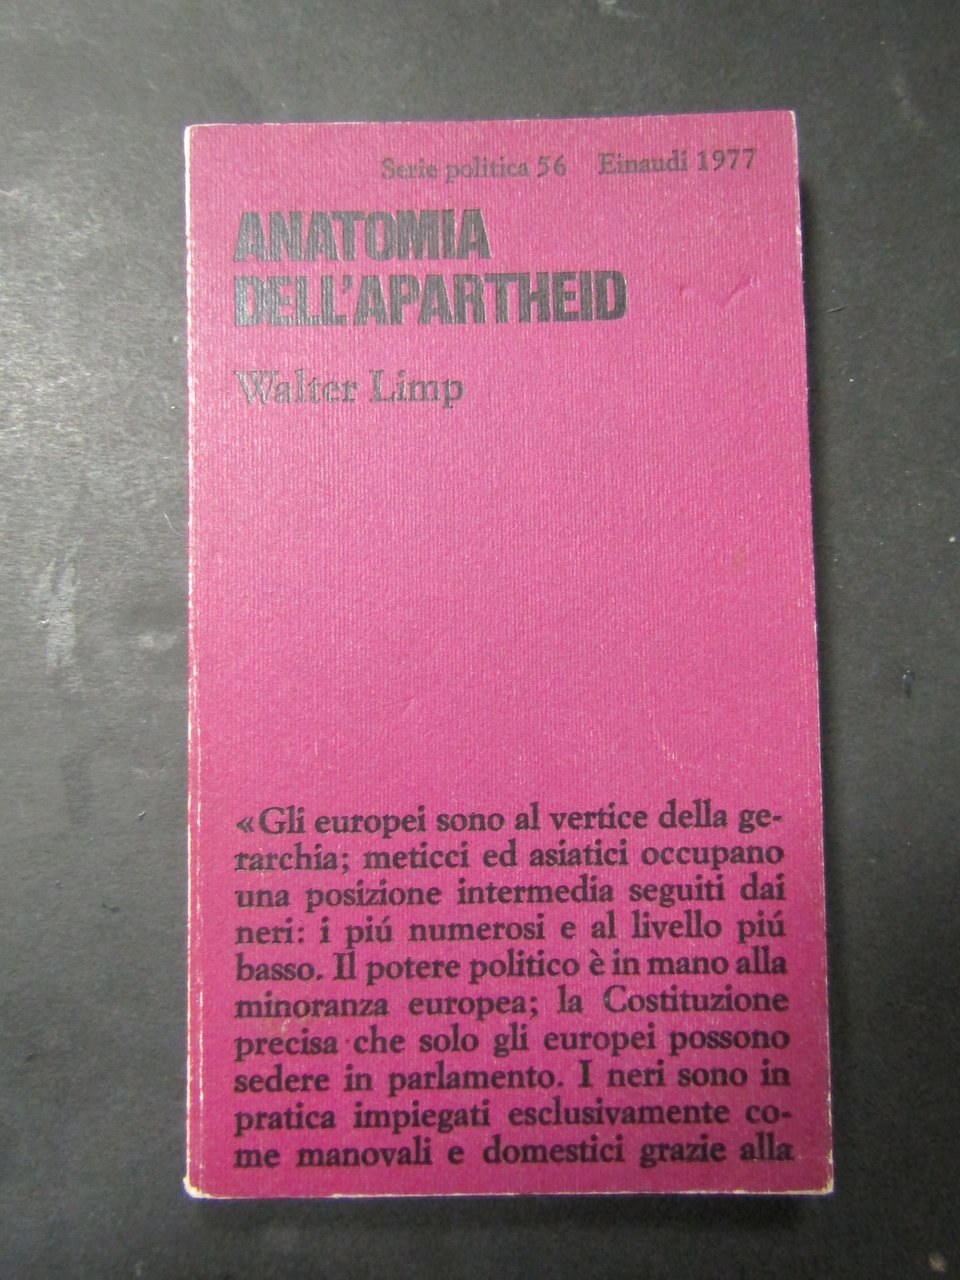 Serie politica 56 Einaudi 1977
ANATOMIA
DELL'APARTHEID
Walter Limp
«Gli europei sono al vertice della ge-
rarchia; meticci ed asiatici occupano
una posizione intermedia seguiti dai
neri: i piú numerosi e al livello piú
basso. Il potere politico è in mano alla
minoranza europea; la Costituzione
precisa che solo gli europei possono
sedere in parlamento. I neri sono in
pratica impiegati esclusivamente co-
me manovali e domestici grazie alla